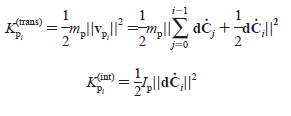 K_{p_i}^{(trans)} = \frac{1}{2} m_p ||v_{p_i}||^2 = \frac{1}{2} m_p || \sum_{j=0}^{i-1} d\dot{C}_j + \frac{1}{2} d\dot{C}_i ||^2
K_{p_i}^{(int)} = \frac{1}{2} I_p ||d\dot{C}_i||^2